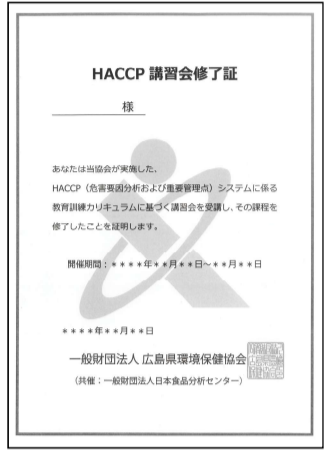 HACCP 講習会修了証
様
あなたは当協会が実施した、
HACCP（危害要因分析および重要管理点）システムに係る
教育訓練カリキュラムに基づく講習会を受講し、その課程を
修了したことを証明します。
開催期間：＊＊＊＊年＊＊月＊＊日～＊＊月＊＊日
＊＊＊＊年＊＊月＊＊日
一般財団法人 広島県環境保健協会
（共催：一般財団法人日本食品分析センター）